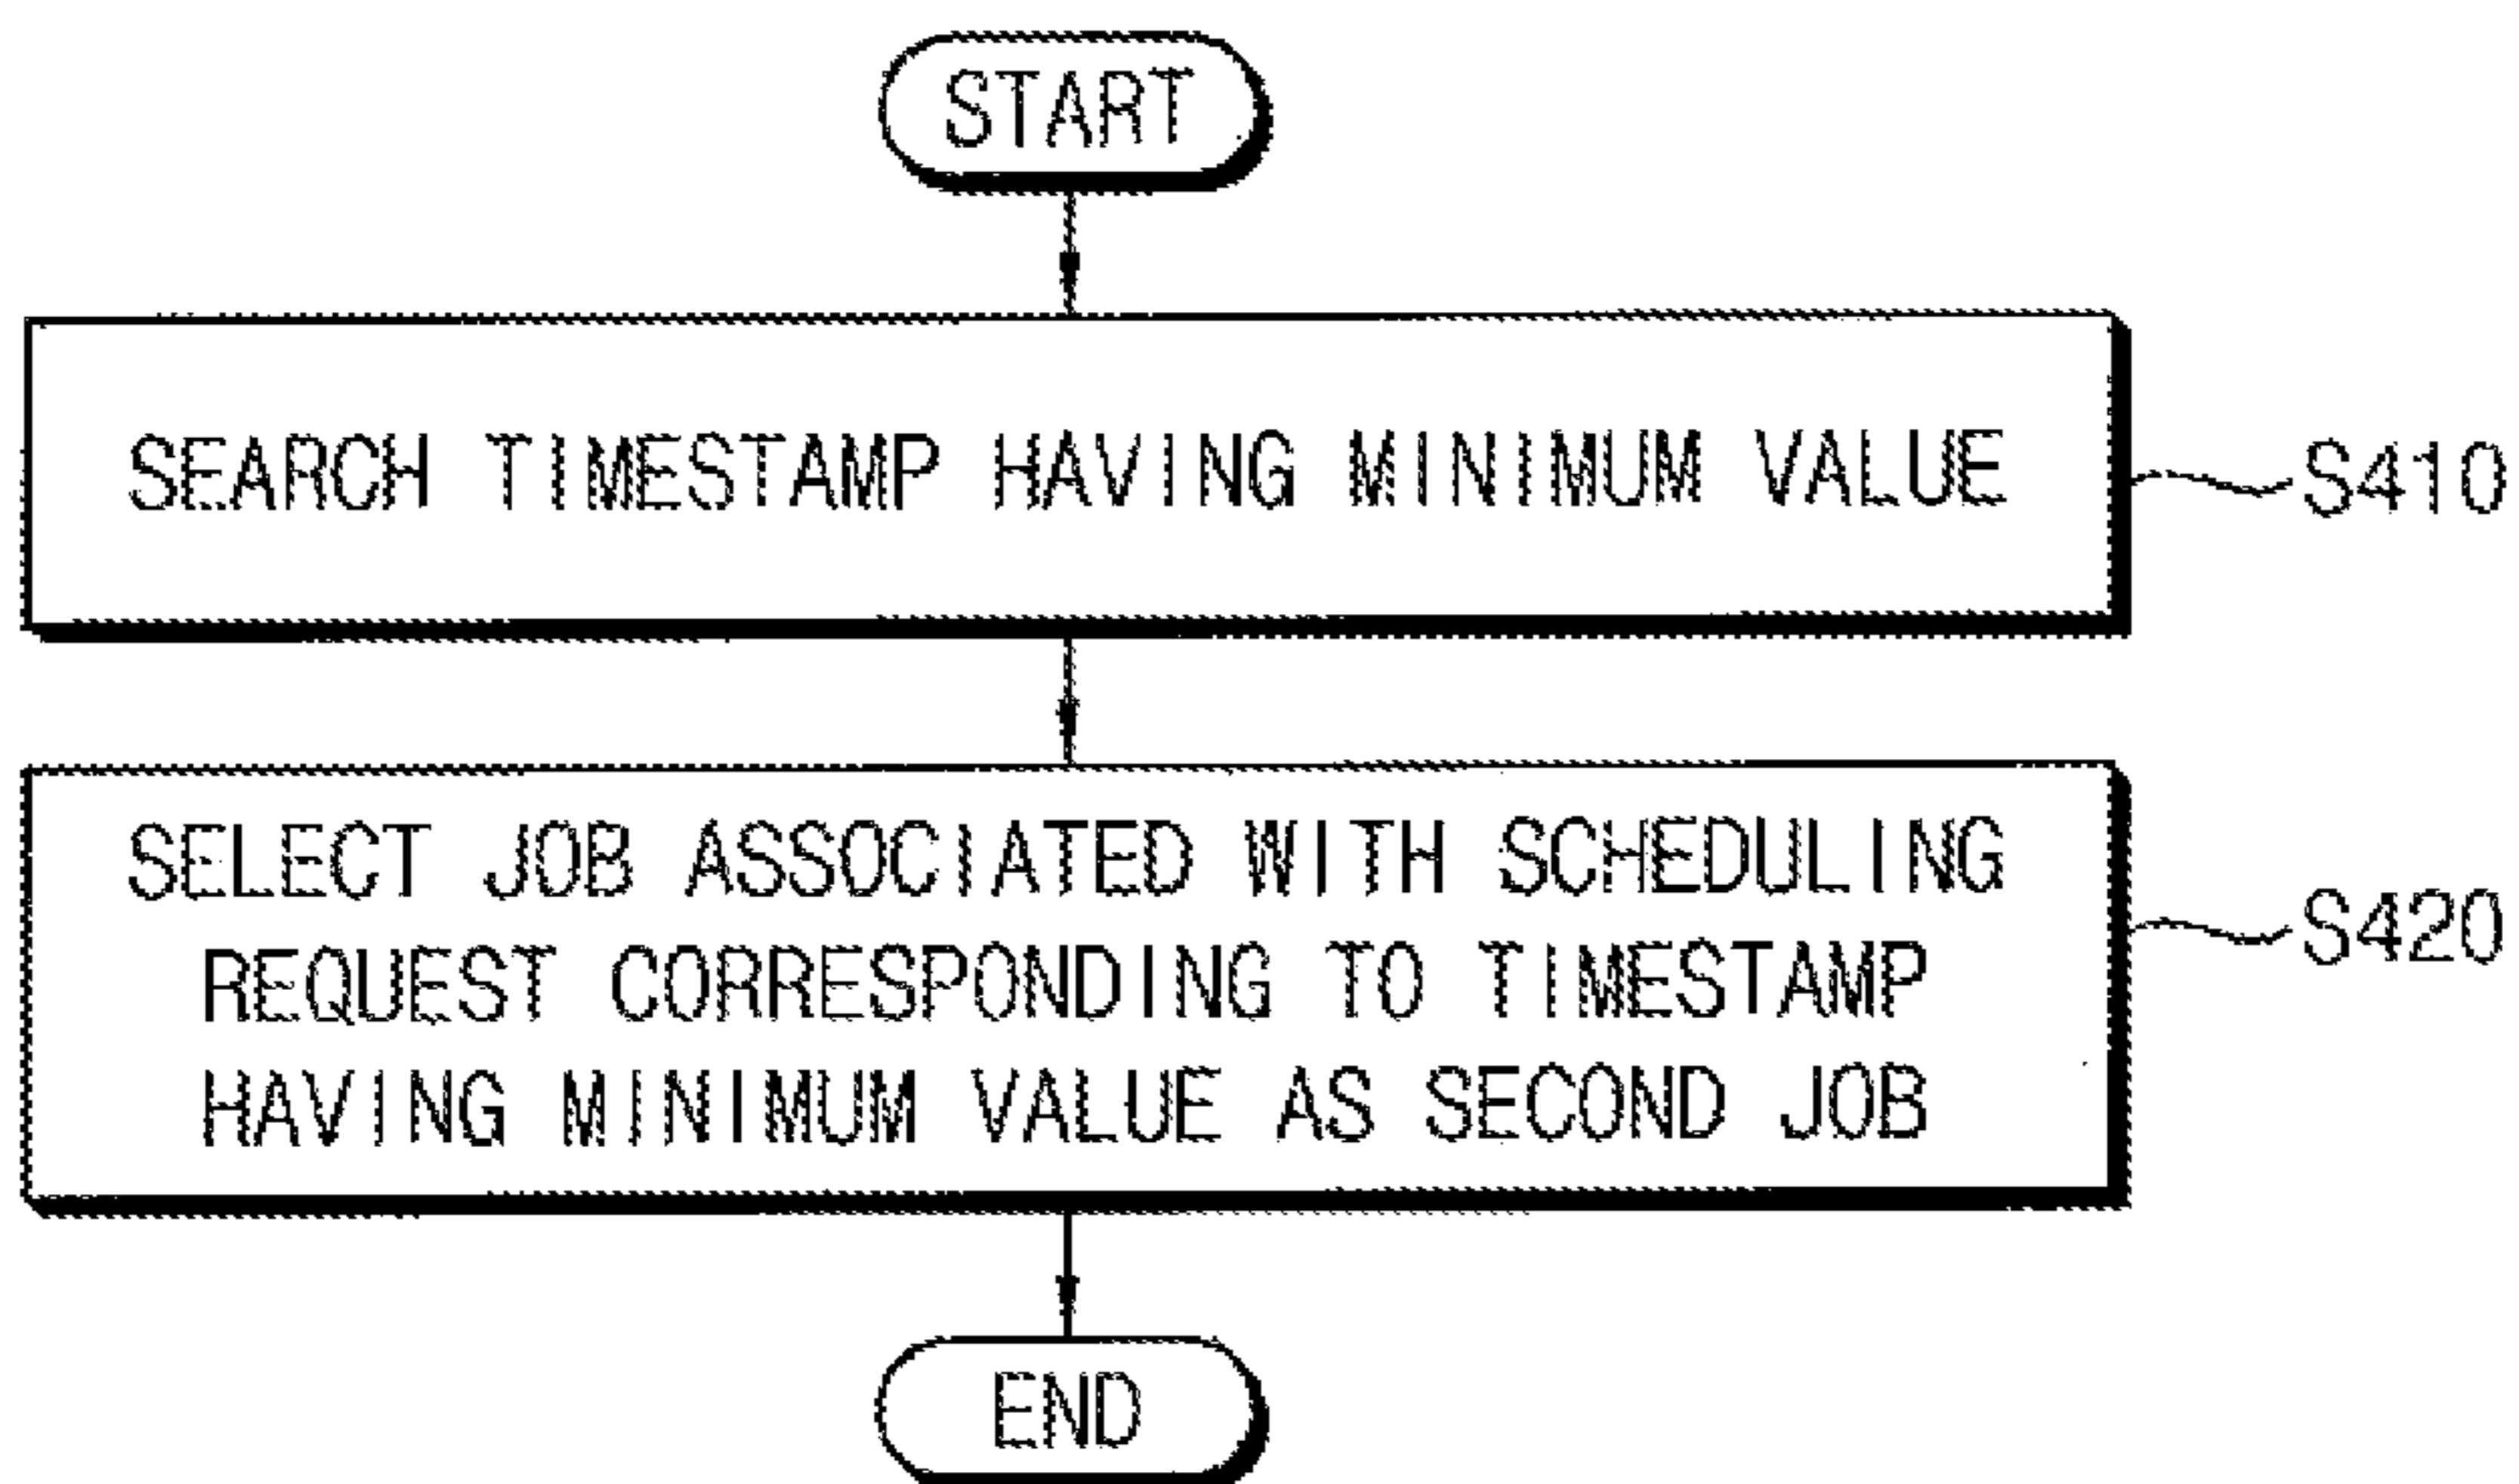 START
SEARCH TIMESTAMP HAVING MINIMUM VALUE
S410
SELECT JOB ASSOCIATED WITH SCHEDULING
REQUEST CORRESPONDING TO TIMESTAMP
HAVING MINIMUM VALUE AS SECOND JOB
S420
END